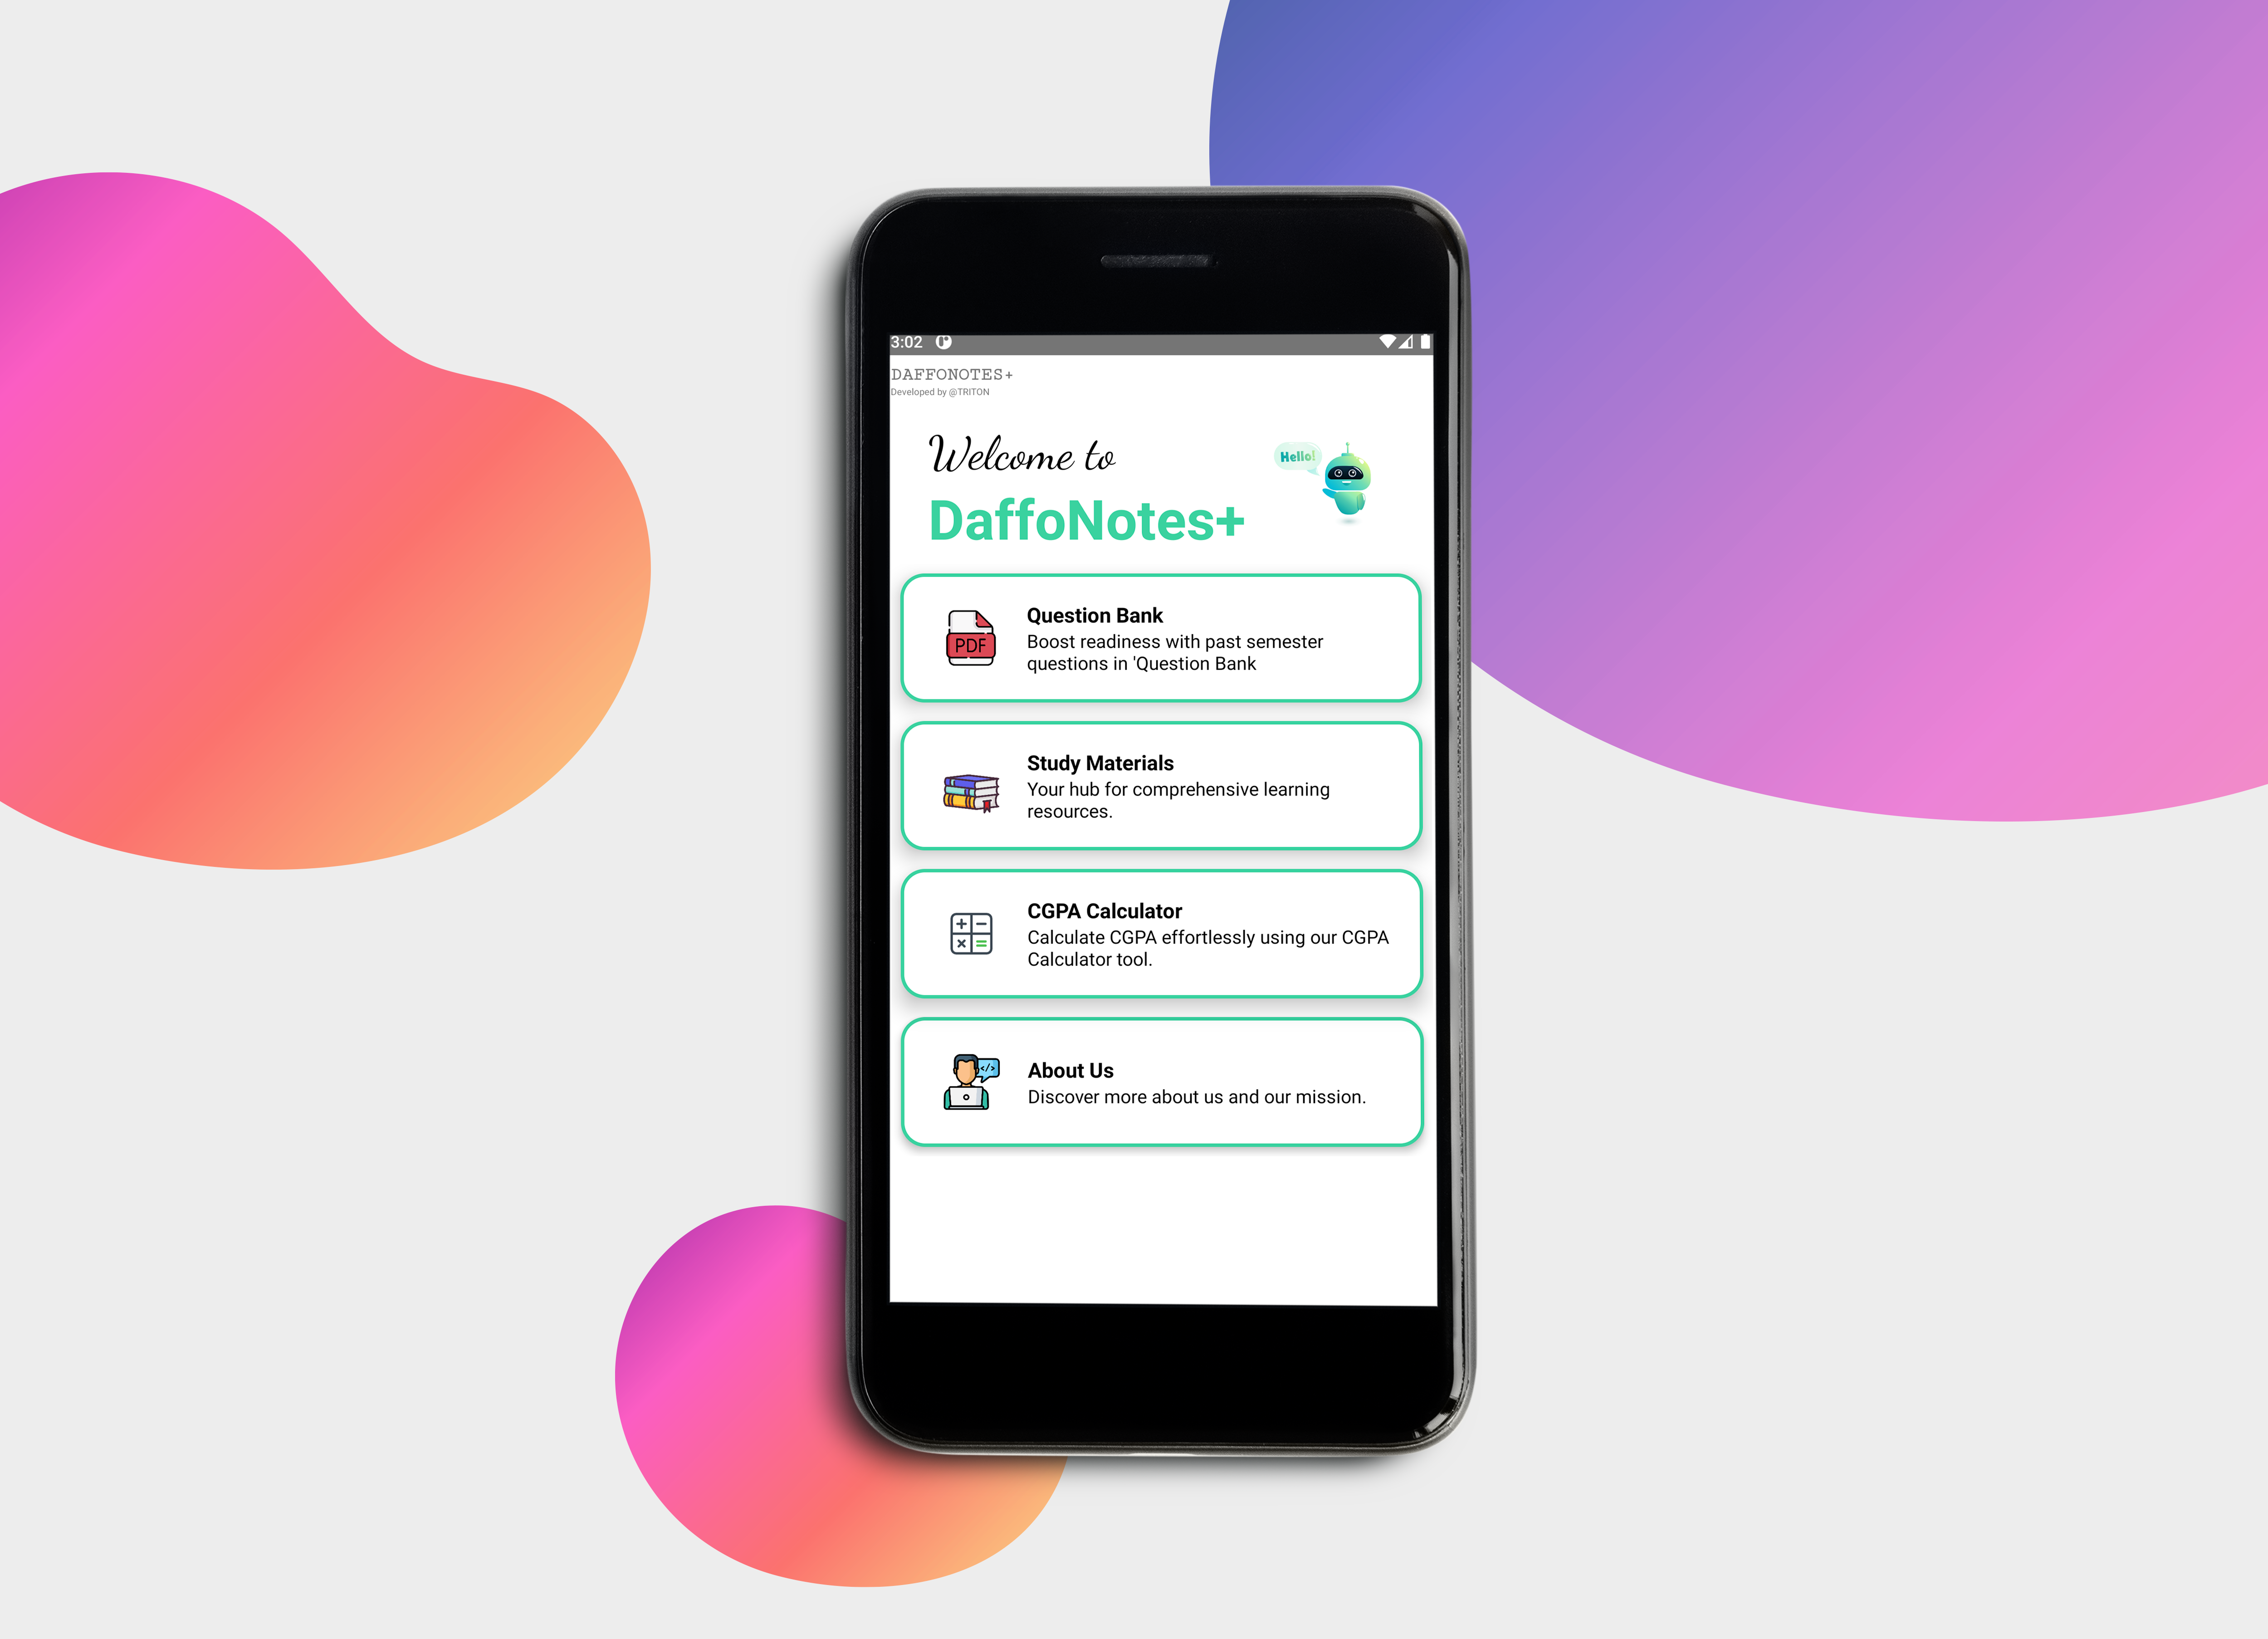 3:02
DAFFONOTES+
Developed by @TRITON
Welcome to
Hello!
DaffoNotes+
Question Bank
Boost readiness with past semester
questions in 'Question Bank
PDF
Study Materials
Your hub for comprehensive learning
resources.
CGPA Calculator
Calculate CGPA effortlessly using our CGPA
Calculator tool.
</>
About Us
Discover more about us and our mission.